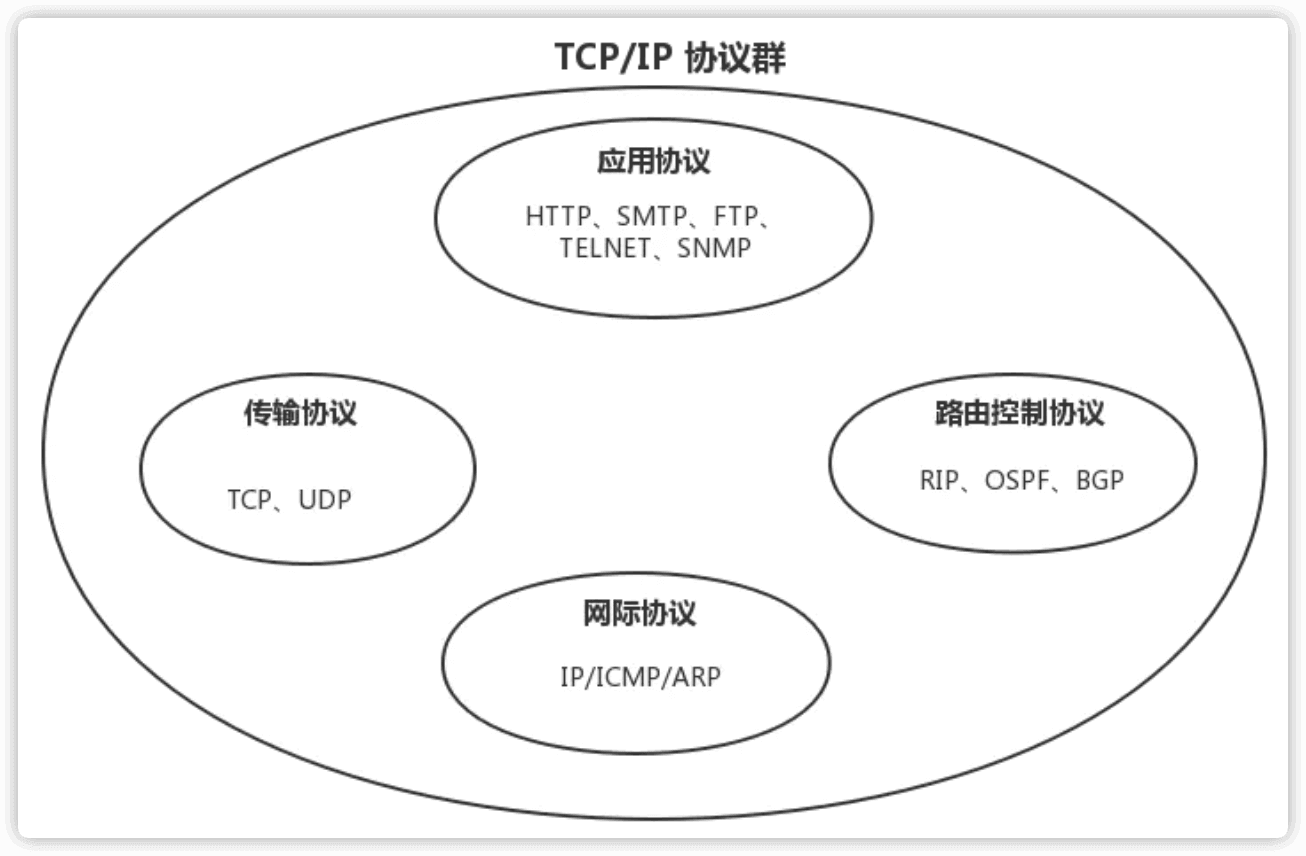 TCP/IP 协议群
应用协议
HTTP、SMTP、FTP、
TELNET、SNMP
传输协议
TCP、UDP
路由控制协议
RIP、OSPF、BGP
网际协议
IP/ICMP/ARP